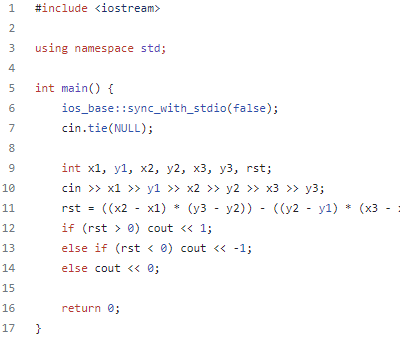 1 #include <iostream>
2
3 using namespace std;
4
5 int main() {
6 ios_base::sync_with_stdio(false);
7 cin.tie(NULL);
8
9 int x1, y1, x2, y2, x3, y3, rst;
10 cin >> x1 >> y1 >> x2 >> y2 >> x3 >> y3;
11 rst = ((x2 - x1) * (y3 - y2)) - ((y2 - y1) * (x3 -
12 if (rst > 0) cout << 1;
13 else if (rst < 0) cout << -1;
14 else cout << 0;
15
16 return 0;
17 }